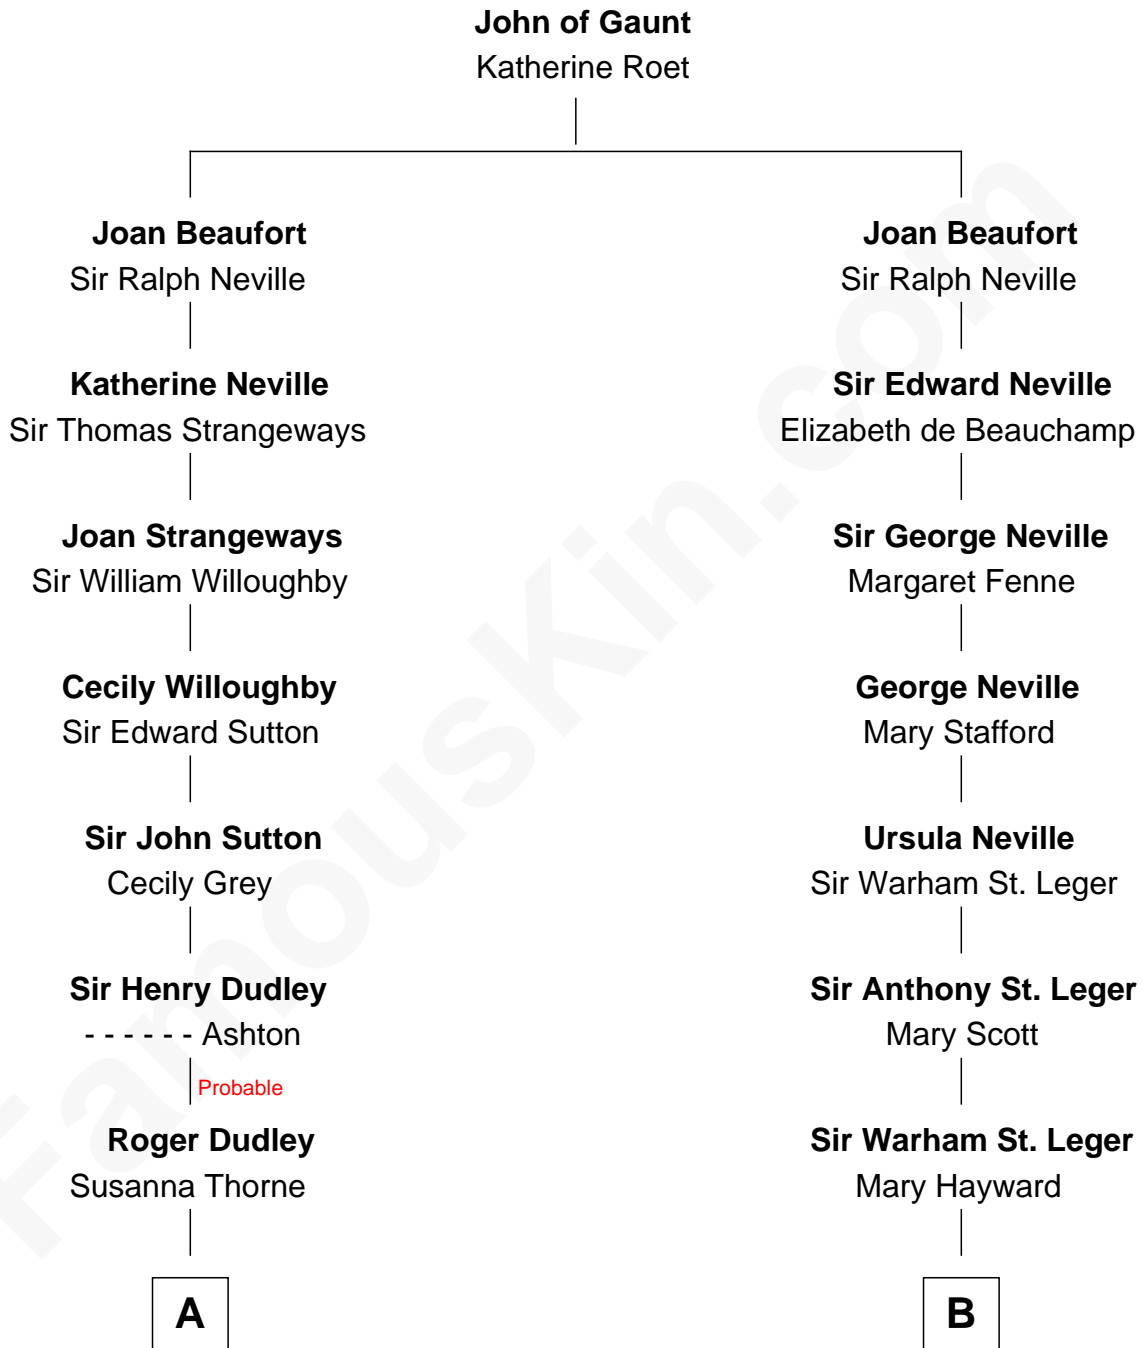 John of Gaunt
Katherine Roet
Joan Beaufort
Sir Ralph Neville
Katherine Neville
Sir Thomas Strangeways
Joan Strangeways
Sir William Willoughby
Cecily Willoughby
Sir Edward Sutton
Sir John Sutton
Cecily Grey
Sir Henry Dudley
- - - - - - Ashton
Probable
Roger Dudley
Susanna Thorne
A
Joan Beaufort
Sir Ralph Neville
Sir Edward Neville
Elizabeth de Beauchamp
Sir George Neville
Margaret Fenne
George Neville
Mary Stafford
Ursula Neville
Sir Warham St. Leger
Sir Anthony St. Leger
Mary Scott
Sir Warham St. Leger
Mary Hayward
B
FamousKin.com